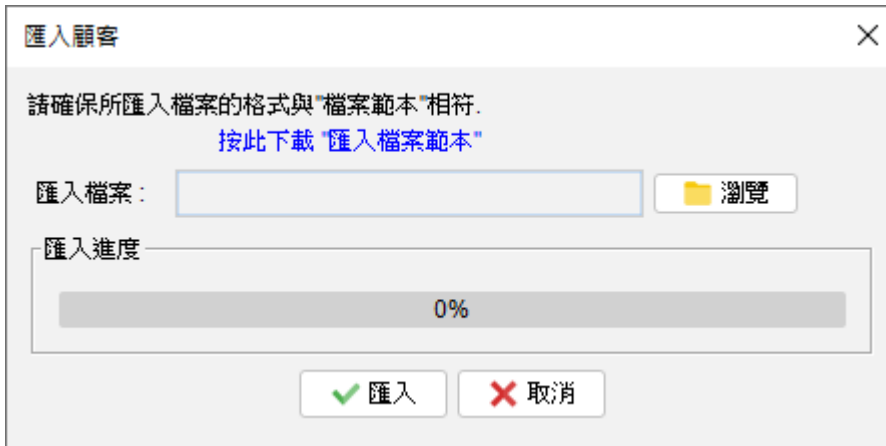 匯入顧客
請確保所匯入檔案的格式與"檔案範本"相符.
按此下載 "匯入檔案範本"
匯入檔案 : 瀏覽
匯入進度
0%
匯入 取消